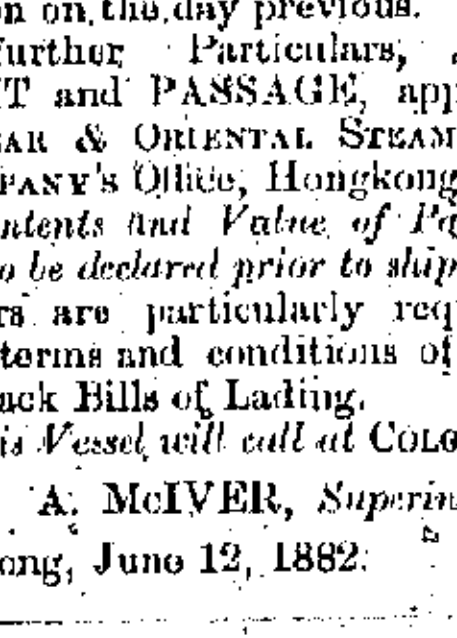 on on the day previous.
further Particulars,
IT and PASSAGE, app
AR & ORIENTAL STEAM
PANY'S Office, Hongkong
ntents and Value of Pa
o be declared prior to ship
rs are particularly req
terms and conditions of
ack Bills of Lading.
is Vessel will call at COLO
A. McIVER, Superin
ong, June 12, 1882.